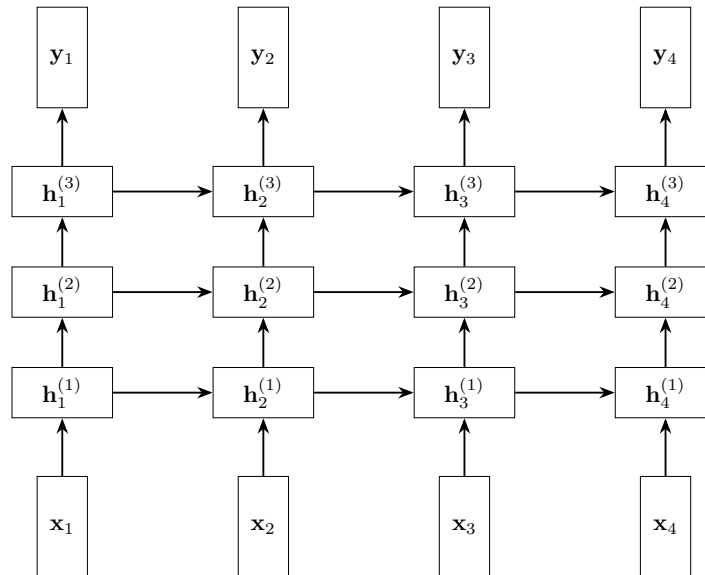 y₁ y₂ y₃ y₄
h₁⁽³⁾ h₂⁽³⁾ h₃⁽³⁾ h₄⁽³⁾
h₁⁽²⁾ h₂⁽²⁾ h₃⁽²⁾ h₄⁽²⁾
h₁⁽¹⁾ h₂⁽¹⁾ h₃⁽¹⁾ h₄⁽¹⁾
x₁ x₂ x₃ x₄